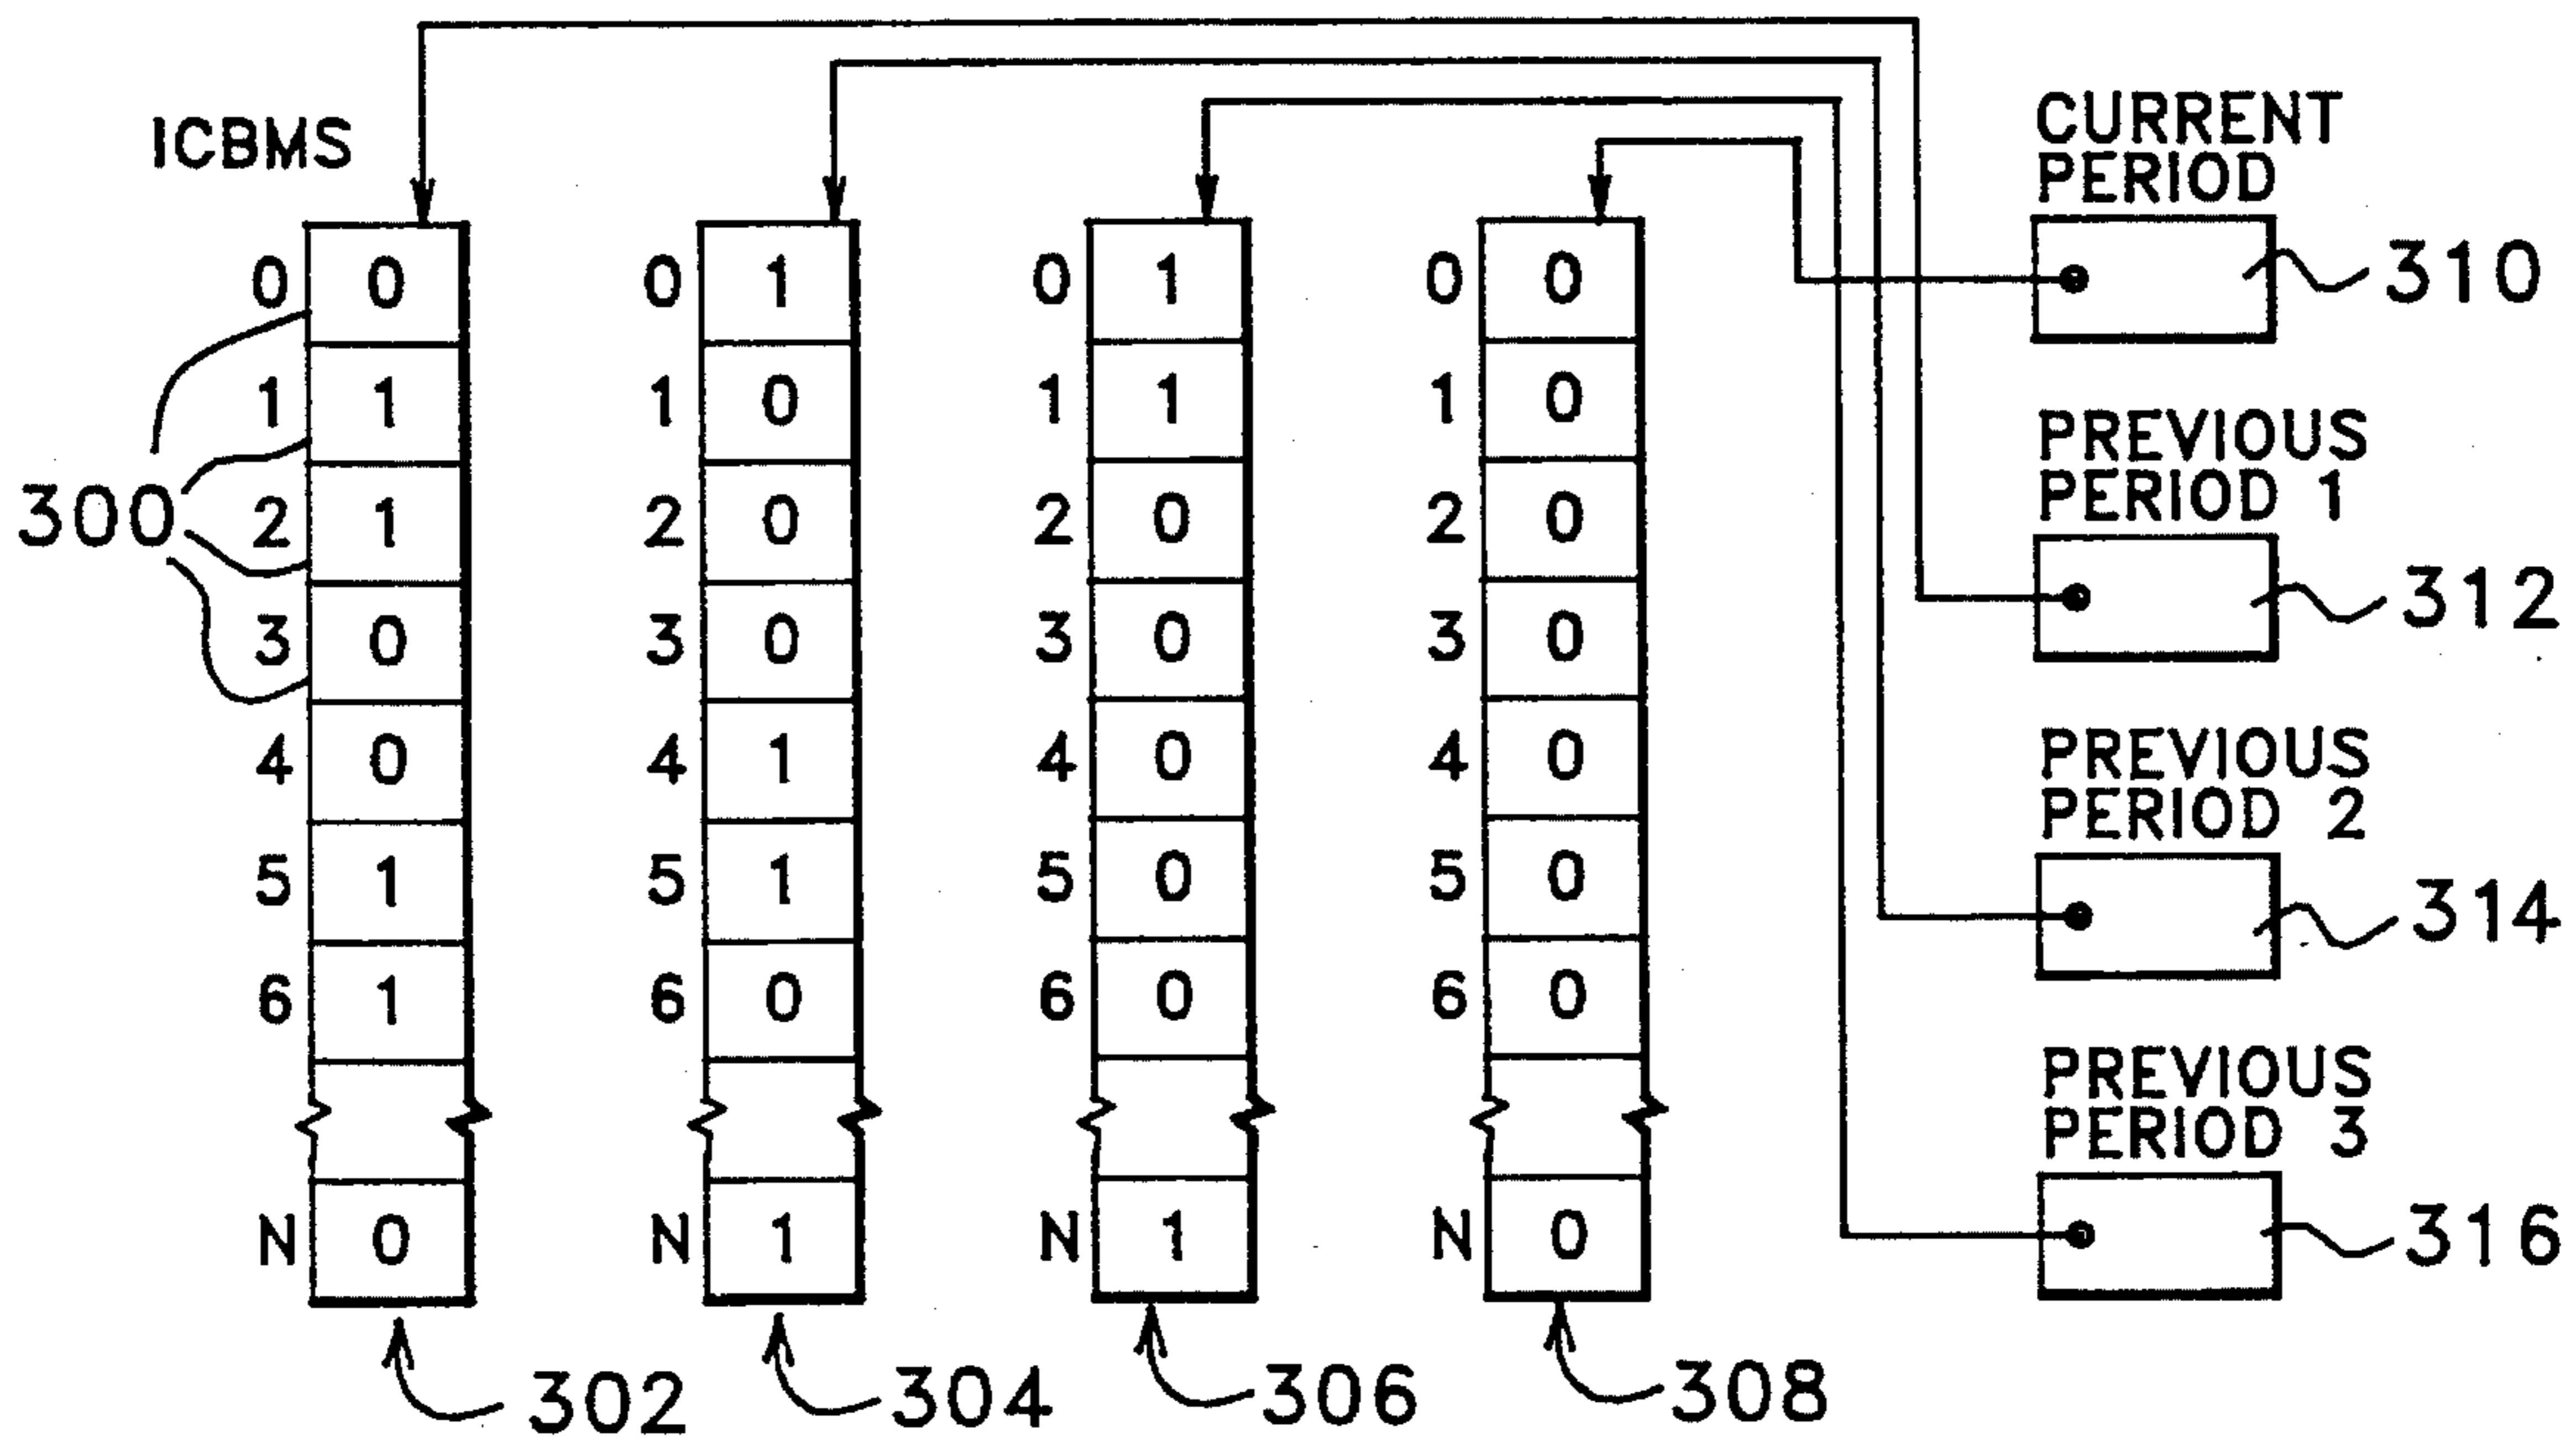 ICBMS
CURRENT
PERIOD
0 0 0 1 0 1 0 0 310
1 1 1 0 1 1 1 0
PREVIOUS
PERIOD 1
300 2 1 2 0 2 0 2 0
3 0 3 0 3 0 3 0 312
PREVIOUS
PERIOD 2
4 0 4 1 4 0 4 0
5 1 5 1 5 0 5 0 314
6 1 6 0 6 0 6 0
PREVIOUS
PERIOD 3
N 0 N 1 N 1 N 0 316
302 304 306 308